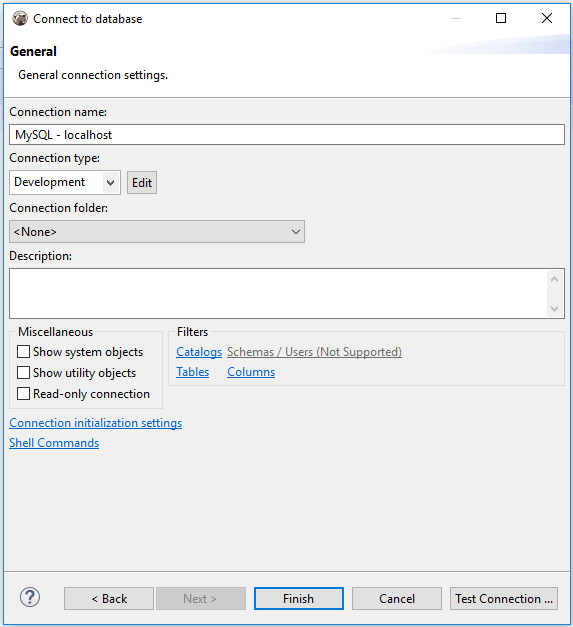 Connect to database
General
General connection settings.
Connection name:
MySQL - localhost
Connection type:
Development Edit
Connection folder:
<None>
Description:
Miscellaneous
Show system objects
Show utility objects
Read-only connection
Filters
Catalogs Schemas / Users (Not Supported)
Tables Columns
Connection initialization settings
Shell Commands
? < Back Next > Finish Cancel Test Connection ...